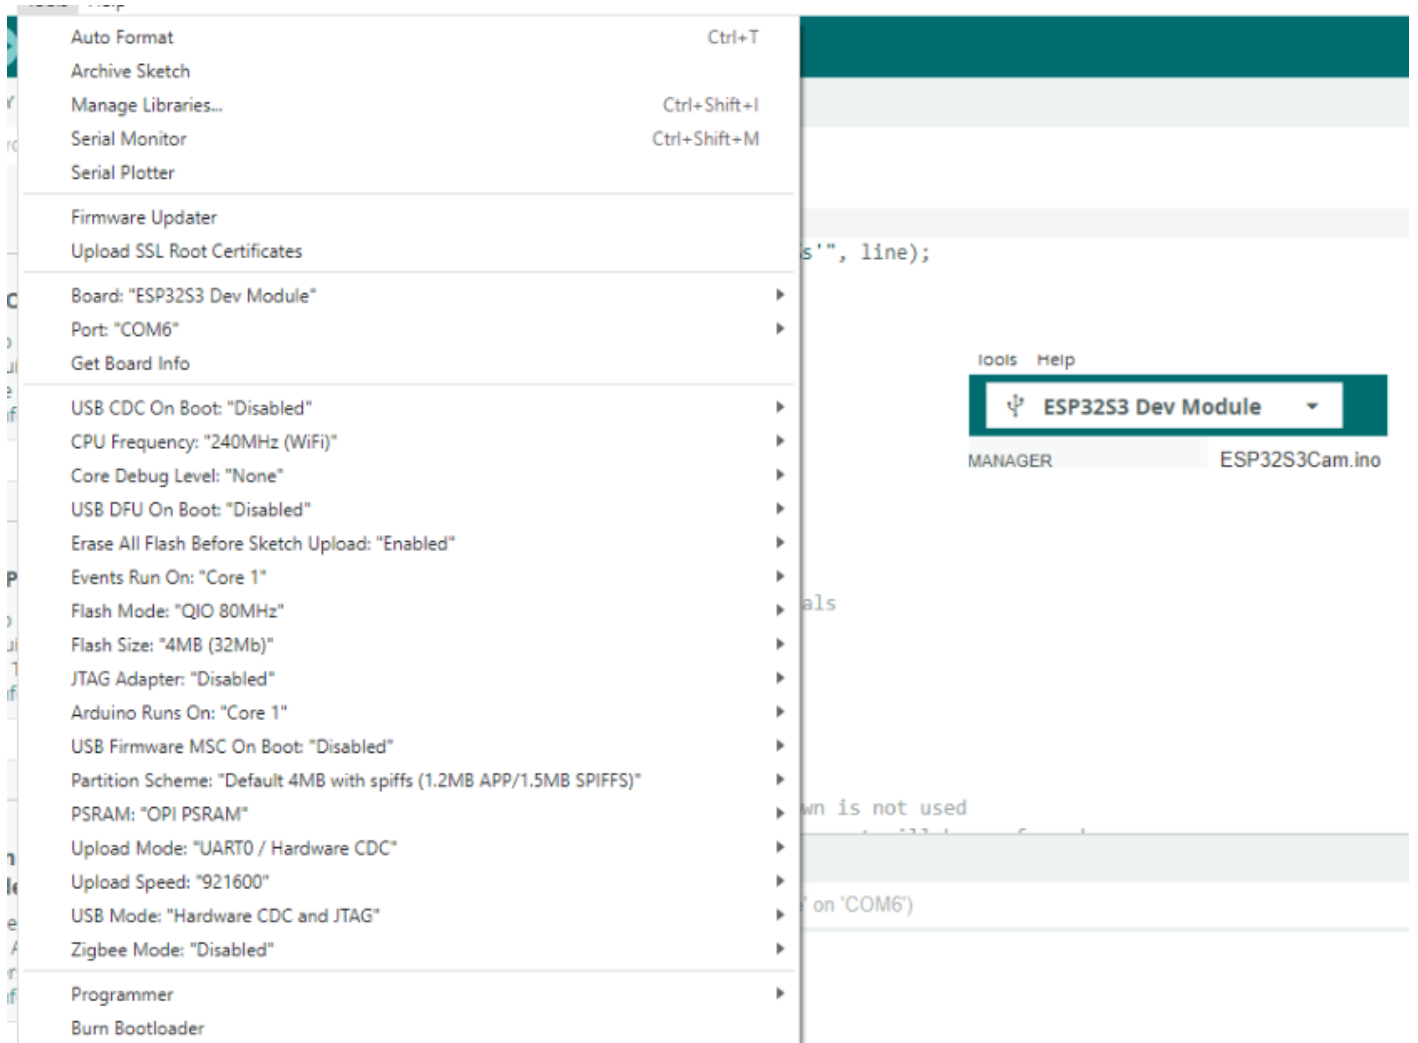 Tools Help
Auto Format Ctrl+T
Archive Sketch
Manage Libraries... Ctrl+Shift+I
Serial Monitor Ctrl+Shift+M
Serial Plotter
Firmware Updater
Upload SSL Root Certificates
Board: "ESP32S3 Dev Module"
Port: "COM6"
Get Board Info
USB CDC On Boot: "Disabled"
CPU Frequency: "240MHz (WiFi)"
Core Debug Level: "None"
USB DFU On Boot: "Disabled"
Erase All Flash Before Sketch Upload: "Enabled"
Events Run On: "Core 1"
Flash Mode: "QIO 80MHz"
Flash Size: "4MB (32Mb)"
JTAG Adapter: "Disabled"
Arduino Runs On: "Core 1"
USB Firmware MSC On Boot: "Disabled"
Partition Scheme: "Default 4MB with spiffs (1.2MB APP/1.5MB SPIFFS)"
PSRAM: "OPI PSRAM"
Upload Mode: "UART0 / Hardware CDC"
Upload Speed: "921600"
USB Mode: "Hardware CDC and JTAG"
Zigbee Mode: "Disabled"
Programmer
Burn Bootloader
s'", line);
Tools Help
ESP32S3 Dev Module
MANAGER ESP32S3Cam.ino
als
wn is not used
' on 'COM6')